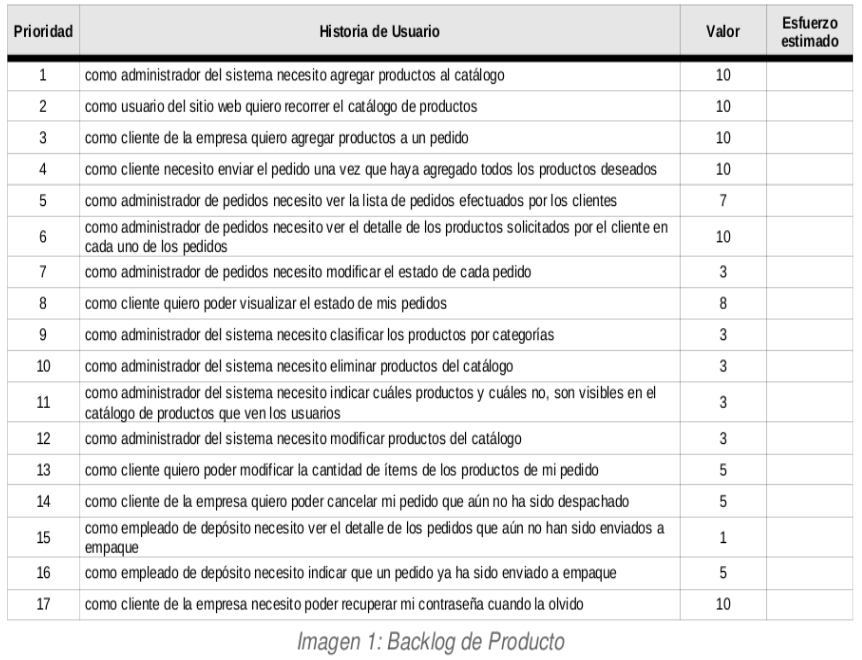 Prioridad Historia de Usuario Valor Esfuerzo
estimado
1 como administrador del sistema necesito agregar productos al catálogo 10
2 como usuario del sitio web quiero recorrer el catálogo de productos 10
3 como cliente de la empresa quiero agregar productos a un pedido 10
4 como cliente necesito enviar el pedido una vez que haya agregado todos los productos deseados 10
5 como administrador de pedidos necesito ver la lista de pedidos efectuados por los clientes 7
6 como administrador de pedidos necesito ver el detalle de los productos solicitados por el cliente en
cada uno de los pedidos 10
7 como administrador de pedidos necesito modificar el estado de cada pedido 3
8 como cliente quiero poder visualizar el estado de mis pedidos 8
9 como administrador del sistema necesito clasificar los productos por categorías 3
10 como administrador del sistema necesito eliminar productos del catálogo 3
11 como administrador del sistema necesito indicar cuáles productos y cuáles no, son visibles en el
catálogo de productos que ven los usuarios 3
12 como administrador del sistema necesito modificar productos del catálogo 3
13 como cliente quiero poder modificar la cantidad de ítems de los productos de mi pedido 5
14 como cliente de la empresa quiero poder cancelar mi pedido que aún no ha sido despachado 5
15 como empleado de depósito necesito ver el detalle de los pedidos que aún no han sido enviados a
empaque 1
16 como empleado de depósito necesito indicar que un pedido ya ha sido enviado a empaque 5
17 como cliente de la empresa necesito poder recuperar mi contraseña cuando la olvido 10
Imagen 1: Backlog de Producto